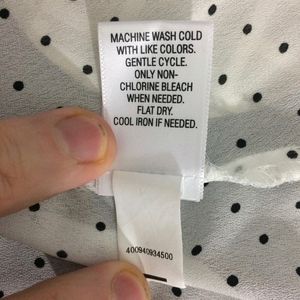 MACHINE WASH COLD
WITH LIKE COLORS.
GENTLE CYCLE.
ONLY NON-
CHLORINE BLEACH
WHEN NEEDED.
FLAT DRY.
COOL IRON IF NEEDED.
400940934500